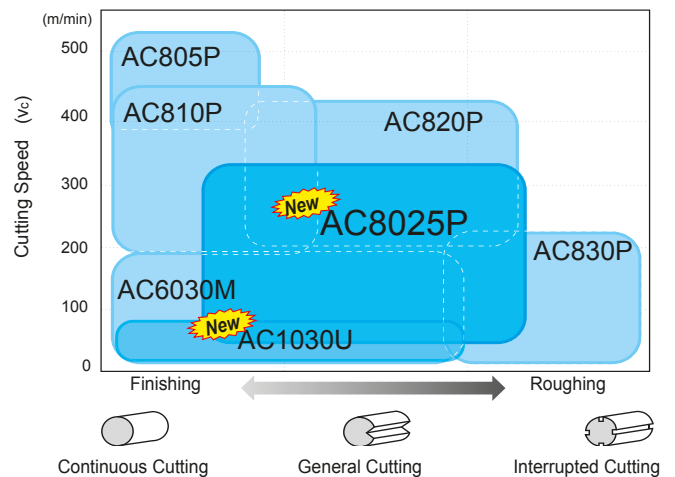 (m/min)
500
400
300
200
100
0
Cutting Speed (vc)
AC805P
AC810P
AC820P
New
AC8025P
AC830P
AC6030M
New
AC1030U
Finishing
Roughing
Continuous Cutting
General Cutting
Interrupted Cutting